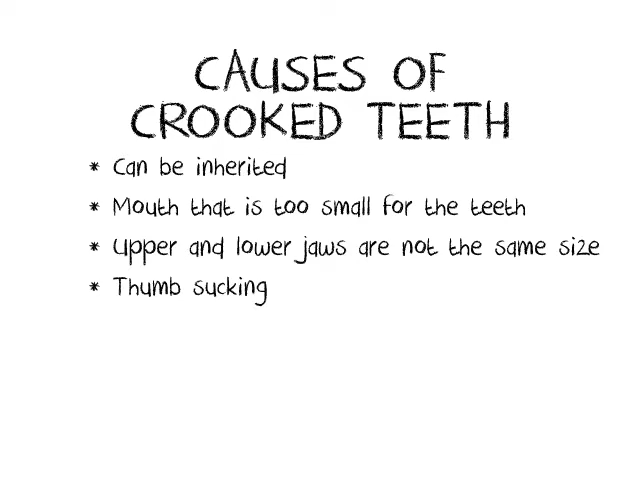 CAUSES OF
CROOKED TEETH
* Can be inherited
* Mouth that is too small for the teeth
* Upper and lower jaws are not the same size
* Thumb sucking